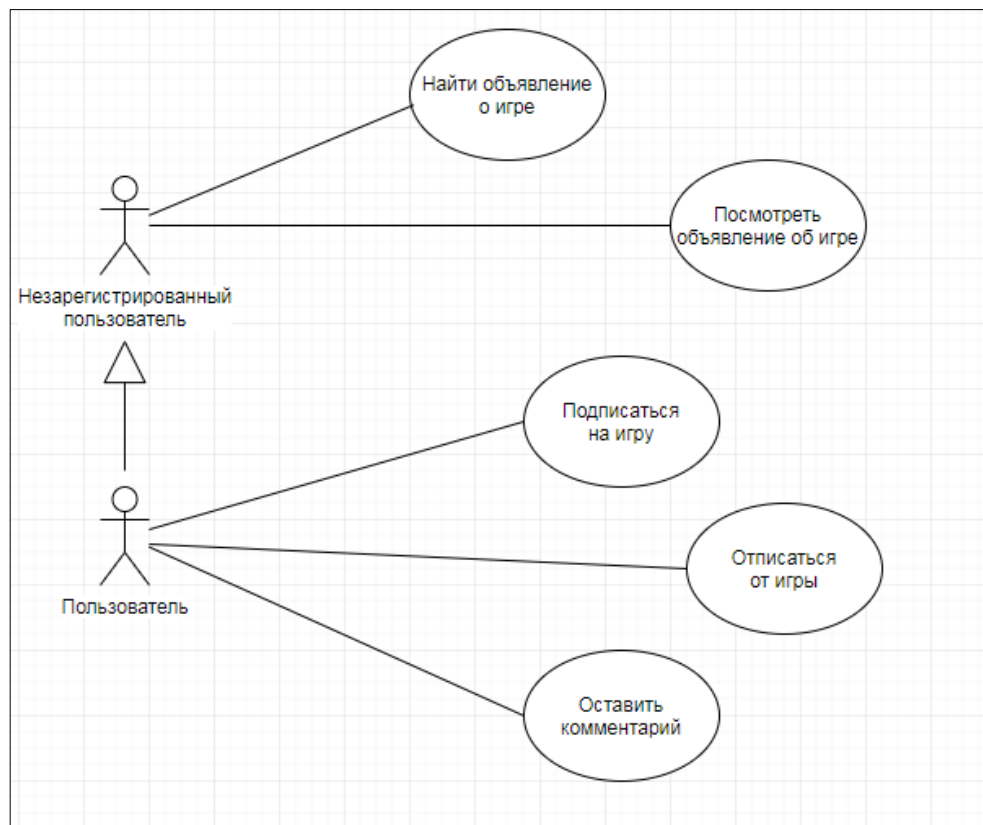 Найти объявление
о игре
Посмотреть
объявление об игре
Незарегистрированный
пользователь
Подписаться
на игру
Отписаться
от игры
Пользователь
Оставить
комментарий